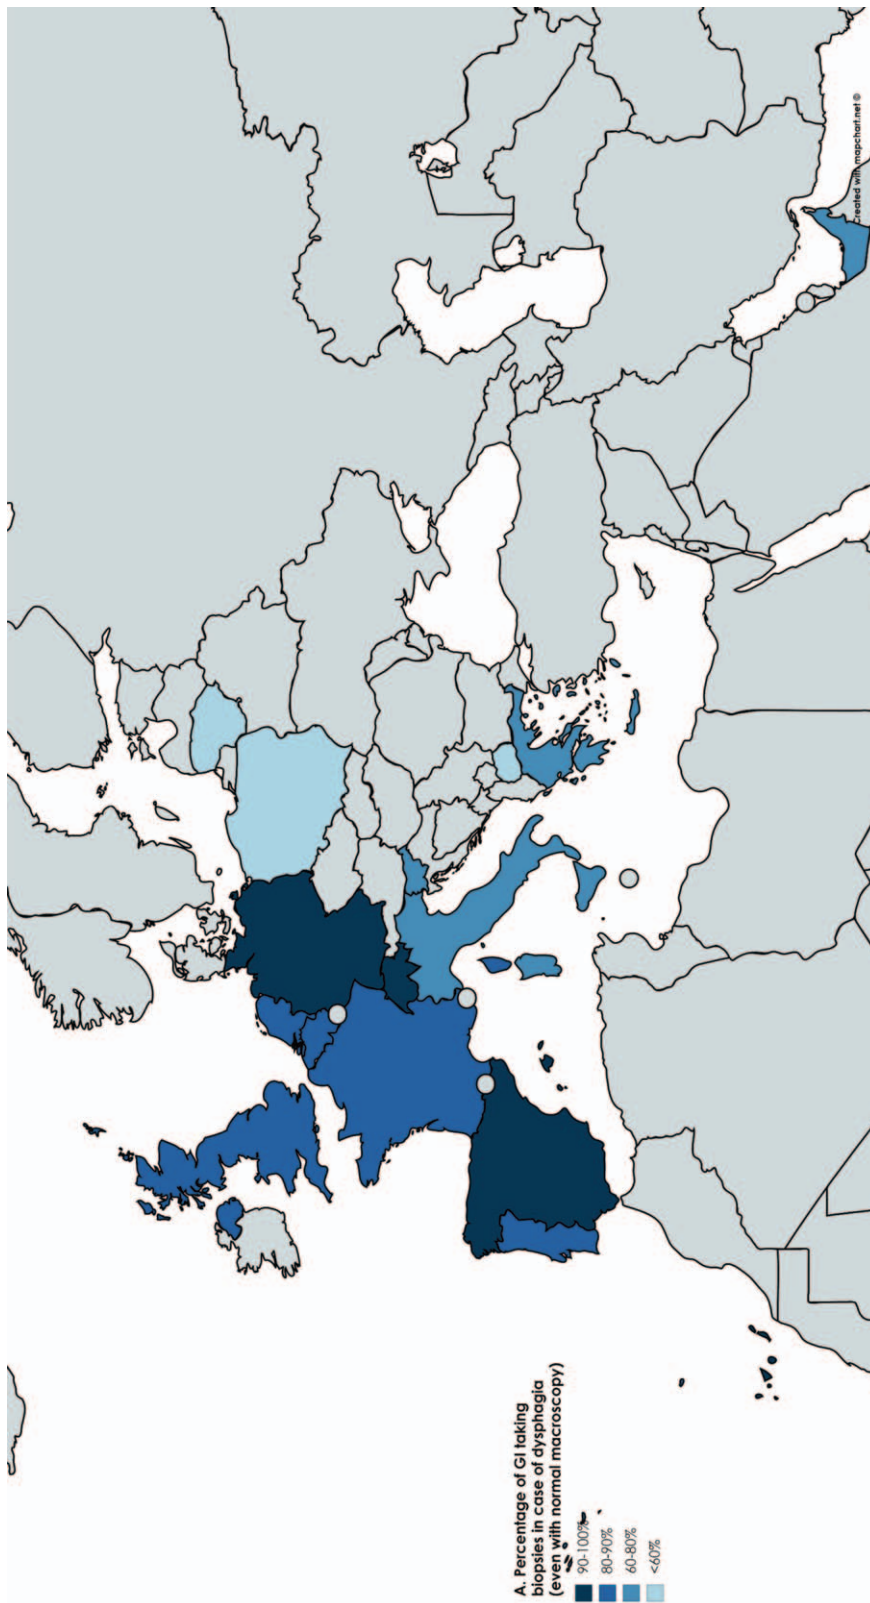 A. Percentage of GI taking
biopsies in case of dysphagia
(even with normal macroscopy)
90-100%
80-90%
60-80%
<60%
Created with mapchart.net ©